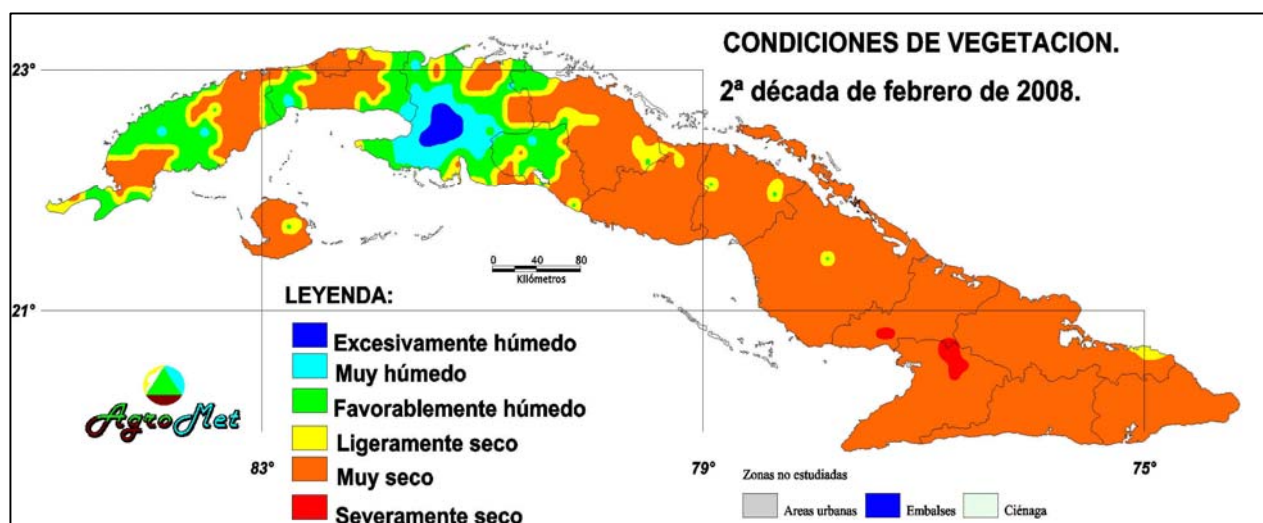 CONDICIONES DE VEGETACION.
2ª década de febrero de 2008.
23°
21°
0 40 80
Kilómetros
LEYENDA:
Excesivamente húmedo
Muy húmedo
Favorablemente húmedo
Ligeramente seco
Muy seco
Severamente seco
AgroMet
83°
79°
75°
Zonas no estudiadas
Areas urbanas
Embalses
Ciénaga